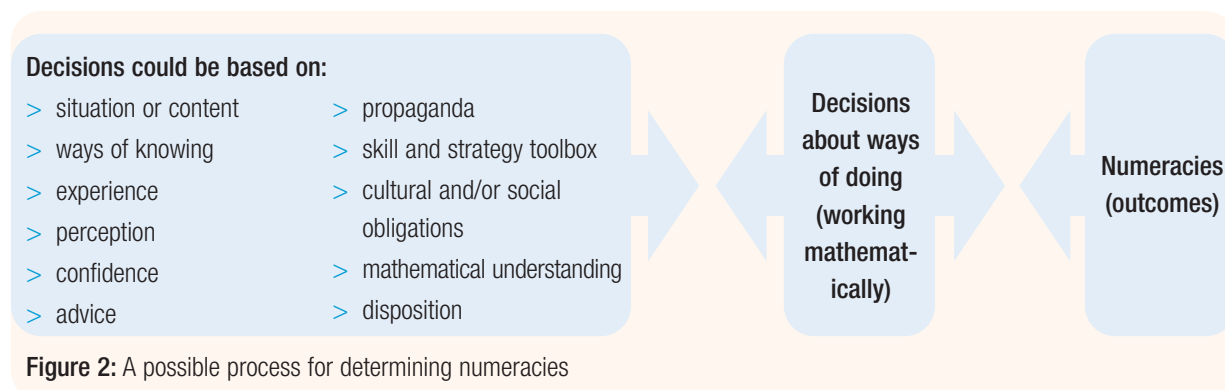 Decisions could be based on:
> situation or content
> ways of knowing
> experience
> perception
> confidence
> advice
> propaganda
> skill and strategy toolbox
> cultural and/or social
obligations
> mathematical understanding
> disposition
Decisions
about ways
of doing
(working
mathemat-
ically)
Numeracies
(outcomes)
Figure 2: A possible process for determining numeracies